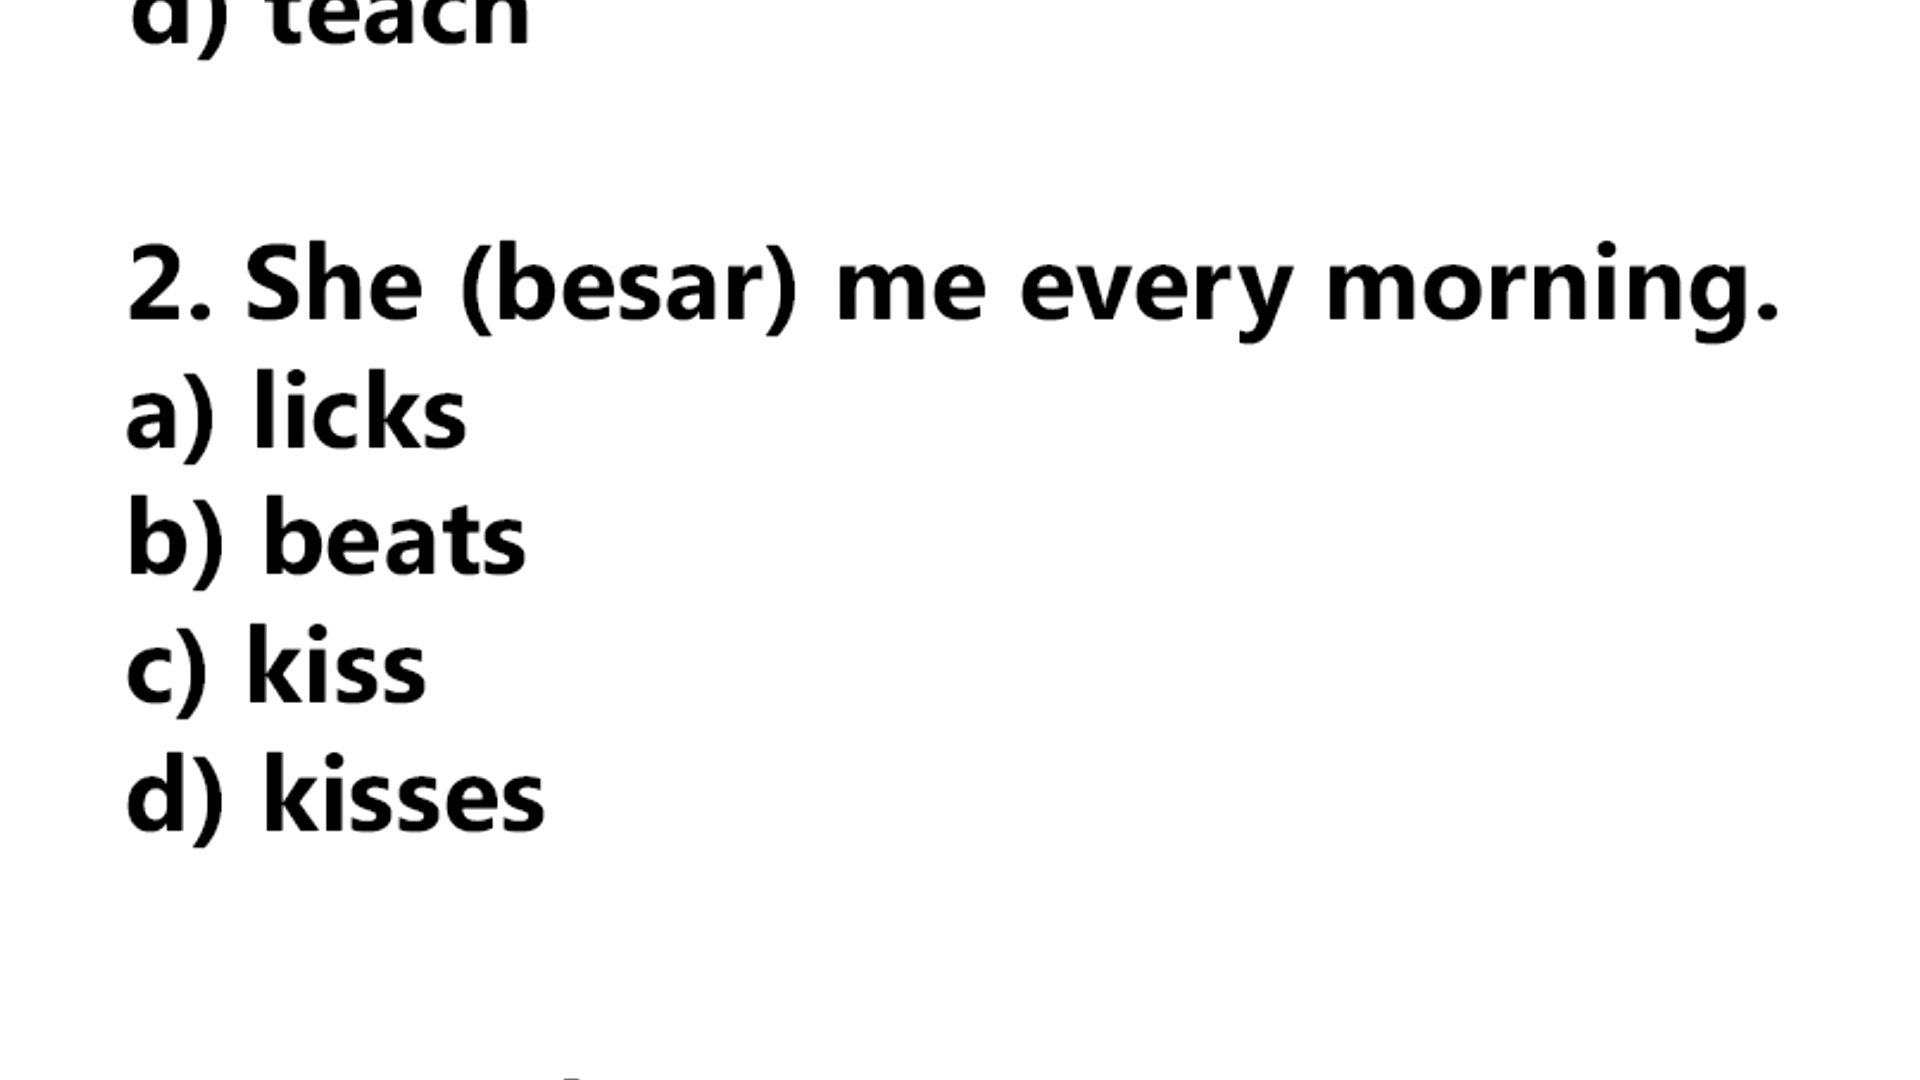 d) teach
2. She (besar) me every morning.
a) licks
b) beats
c) kiss
d) kisses